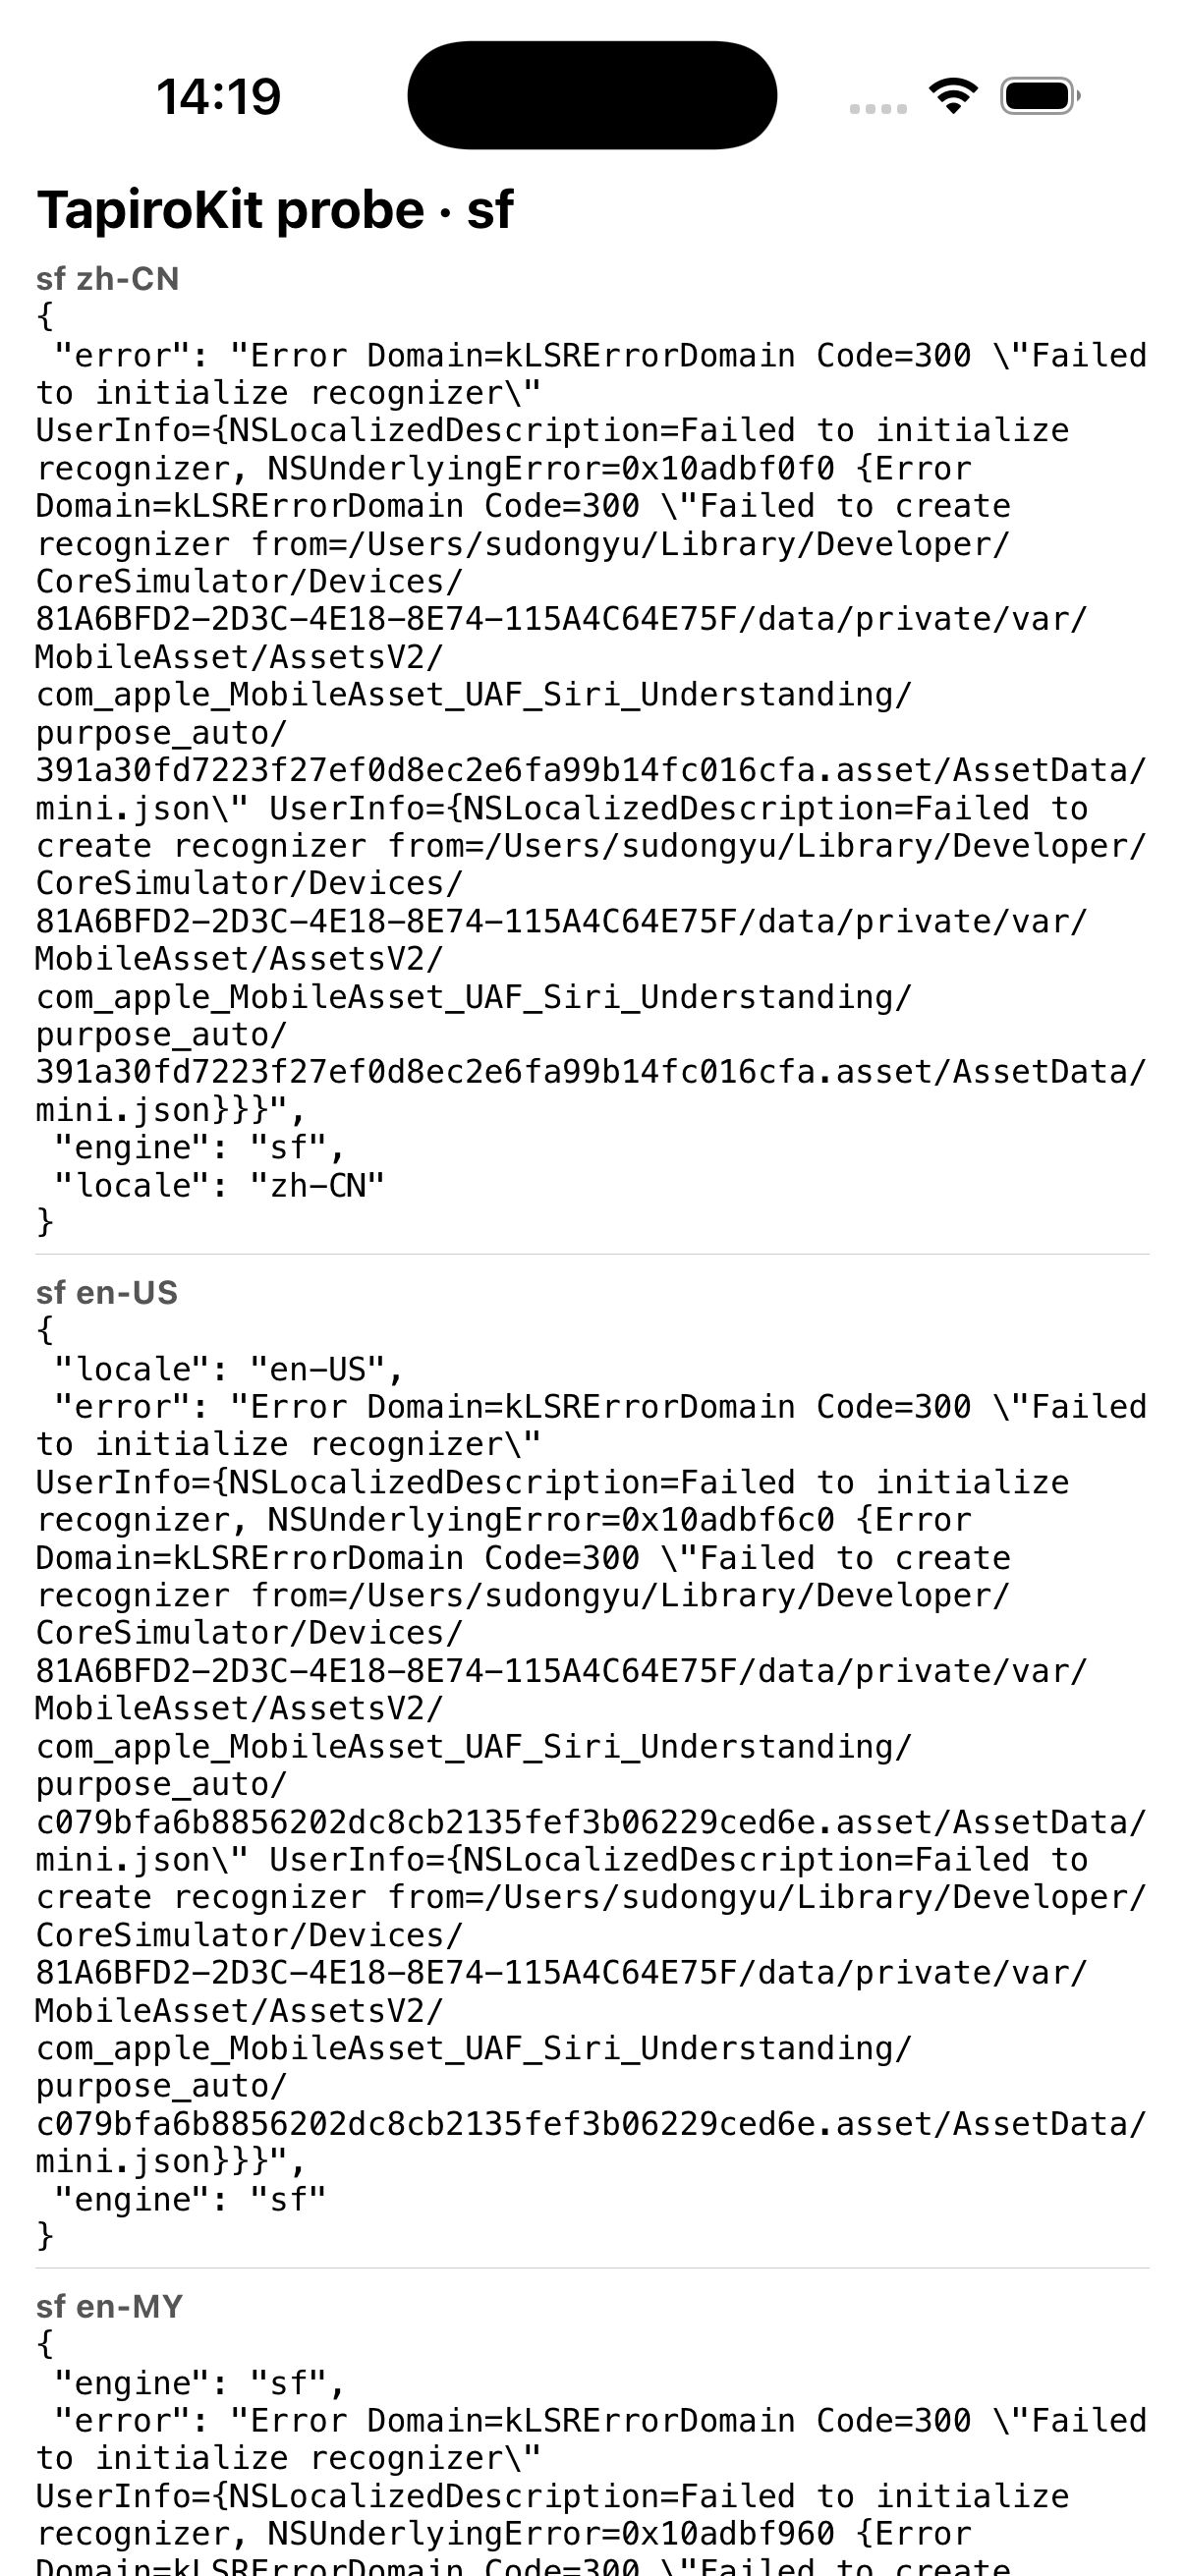 14:19
TapiroKit probe · sf
sf zh-CN
{
 "error": "Error Domain=kLSRErrorDomain Code=300 \"Failed
to initialize recognizer\"
UserInfo={NSLocalizedDescription=Failed to initialize
recognizer, NSUnderlyingError=0x10adbf0f0 {Error
Domain=kLSRErrorDomain Code=300 \"Failed to create
recognizer from=/Users/sudongyu/Library/Developer/
CoreSimulator/Devices/
81A6BFD2-2D3C-4E18-8E74-115A4C64E75F/data/private/var/
MobileAsset/AssetsV2/
com_apple_MobileAsset_UAF_Siri_Understanding/
purpose_auto/
391a30fd7223f27ef0d8ec2e6fa99b14fc016cfa.asset/AssetData/
mini.json\" UserInfo={NSLocalizedDescription=Failed to
create recognizer from=/Users/sudongyu/Library/Developer/
CoreSimulator/Devices/
81A6BFD2-2D3C-4E18-8E74-115A4C64E75F/data/private/var/
MobileAsset/AssetsV2/
com_apple_MobileAsset_UAF_Siri_Understanding/
purpose_auto/
391a30fd7223f27ef0d8ec2e6fa99b14fc016cfa.asset/AssetData/
mini.json}}}",
 "engine": "sf",
 "locale": "zh-CN"
}
sf en-US
{
 "locale": "en-US",
 "error": "Error Domain=kLSRErrorDomain Code=300 \"Failed
to initialize recognizer\"
UserInfo={NSLocalizedDescription=Failed to initialize
recognizer, NSUnderlyingError=0x10adbf6c0 {Error
Domain=kLSRErrorDomain Code=300 \"Failed to create
recognizer from=/Users/sudongyu/Library/Developer/
CoreSimulator/Devices/
81A6BFD2-2D3C-4E18-8E74-115A4C64E75F/data/private/var/
MobileAsset/AssetsV2/
com_apple_MobileAsset_UAF_Siri_Understanding/
purpose_auto/
c079bfa6b8856202dc8cb2135fef3b06229ced6e.asset/AssetData/
mini.json\" UserInfo={NSLocalizedDescription=Failed to
create recognizer from=/Users/sudongyu/Library/Developer/
CoreSimulator/Devices/
81A6BFD2-2D3C-4E18-8E74-115A4C64E75F/data/private/var/
MobileAsset/AssetsV2/
com_apple_MobileAsset_UAF_Siri_Understanding/
purpose_auto/
c079bfa6b8856202dc8cb2135fef3b06229ced6e.asset/AssetData/
mini.json}}}",
 "engine": "sf"
}
sf en-MY
{
 "engine": "sf",
 "error": "Error Domain=kLSRErrorDomain Code=300 \"Failed
to initialize recognizer\"
UserInfo={NSLocalizedDescription=Failed to initialize
recognizer, NSUnderlyingError=0x10adbf960 {Error
Domain=kLSRErrorDomain Code=300 \"Failed to create